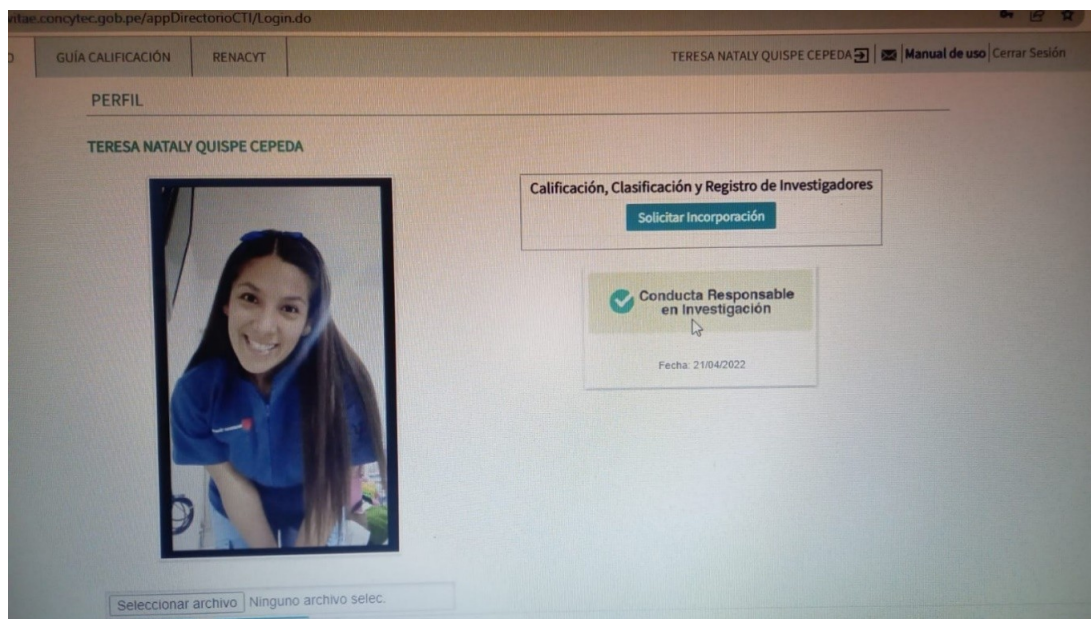 ntae.concytec.gob.pe/appDirectorioCTI/Login.do
GUÍA CALIFICACIÓN
RENACYT
TERESA NATALY QUISPE CEPEDA
Manual de uso
Cerrar Sesión
PERFIL
TERESA NATALY QUISPE CEPEDA
Calificación, Clasificación y Registro de Investigadores
Solicitar Incorporación
Conducta Responsable
en Investigación
Fecha: 21/04/2022
Seleccionar archivo Ninguno archivo selec.